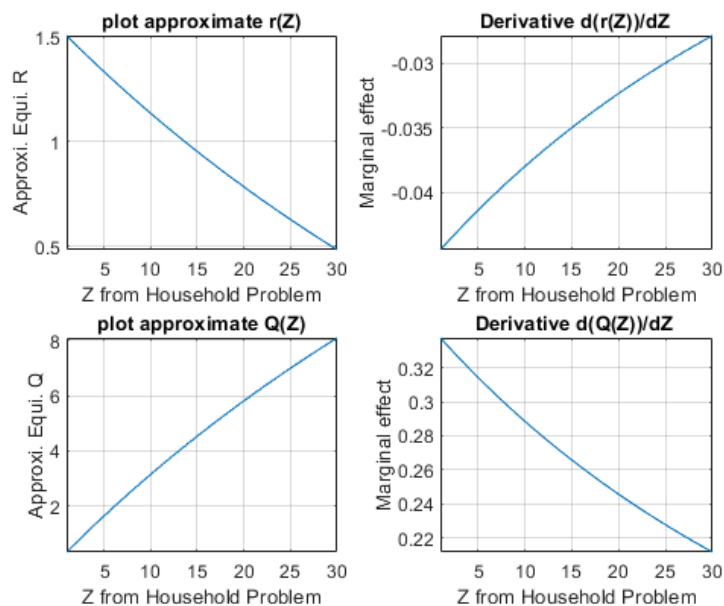 plot approximate r(Z)
Approxi. Equi. R
1.5
1
0.5
5 10 15 20 25 30
Z from Household Problem
Derivative d(r(Z))/dZ
Marginal effect
-0.03
-0.035
-0.04
5 10 15 20 25 30
Z from Household Problem
plot approximate Q(Z)
Approxi. Equi. Q
8
6
4
2
5 10 15 20 25 30
Z from Household Problem
Derivative d(Q(Z))/dZ
Marginal effect
0.32
0.3
0.28
0.26
0.24
0.22
5 10 15 20 25 30
Z from Household Problem